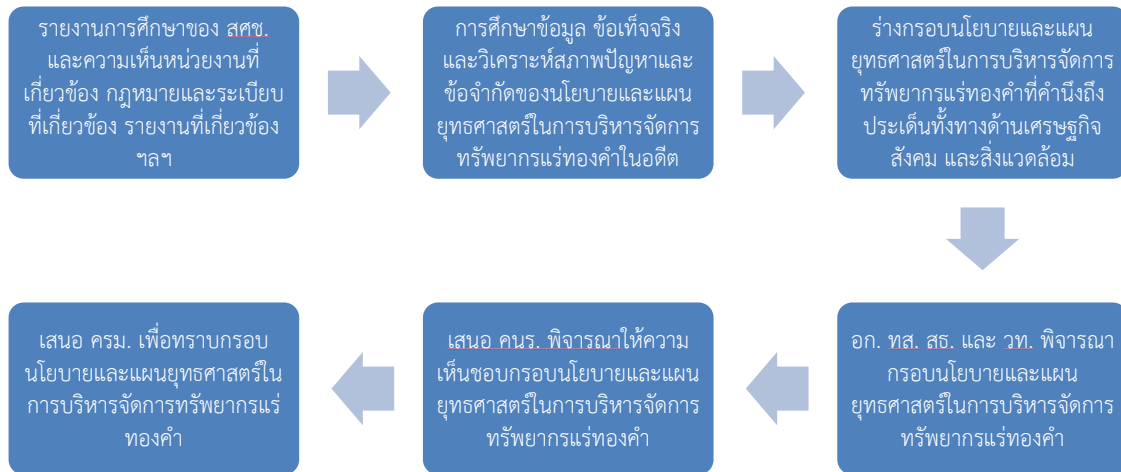 รายงานการศึกษาของ สศช.
และความเห็นหน่วยงานที่
เกี่ยวข้อง กฎหมายและระเบียบ
ที่เกี่ยวข้อง รายงานที่เกี่ยวข้อง
ฯลฯ
การศึกษาข้อมูล ข้อเท็จจริง
และวิเคราะห์สภาพปัญหาและ
ข้อจำกัดของนโยบายและแผน
ยุทธศาสตร์ในการบริหารจัดการ
ทรัพยากรแร่ทองคำในอดีต
ร่างกรอบนโยบายและแผน
ยุทธศาสตร์ในการบริหารจัดการ
ทรัพยากรแร่ทองคำที่คำนึงถึง
ประเด็นทั้งทางด้านเศรษฐกิจ
สังคม และสิ่งแวดล้อม
อก. ทส. สธ. และ วท. พิจารณา
กรอบนโยบายและแผน
ยุทธศาสตร์ในการบริหารจัดการ
ทรัพยากรแร่ทองคำ
เสนอ คนร. พิจารณาให้ความ
เห็นชอบกรอบนโยบายและแผน
ยุทธศาสตร์ในการบริหารจัดการ
ทรัพยากรแร่ทองคำ
เสนอ ครม. เพื่อทราบกรอบ
นโยบายและแผนยุทธศาสตร์ใน
การบริหารจัดการทรัพยากรแร่
ทองคำ